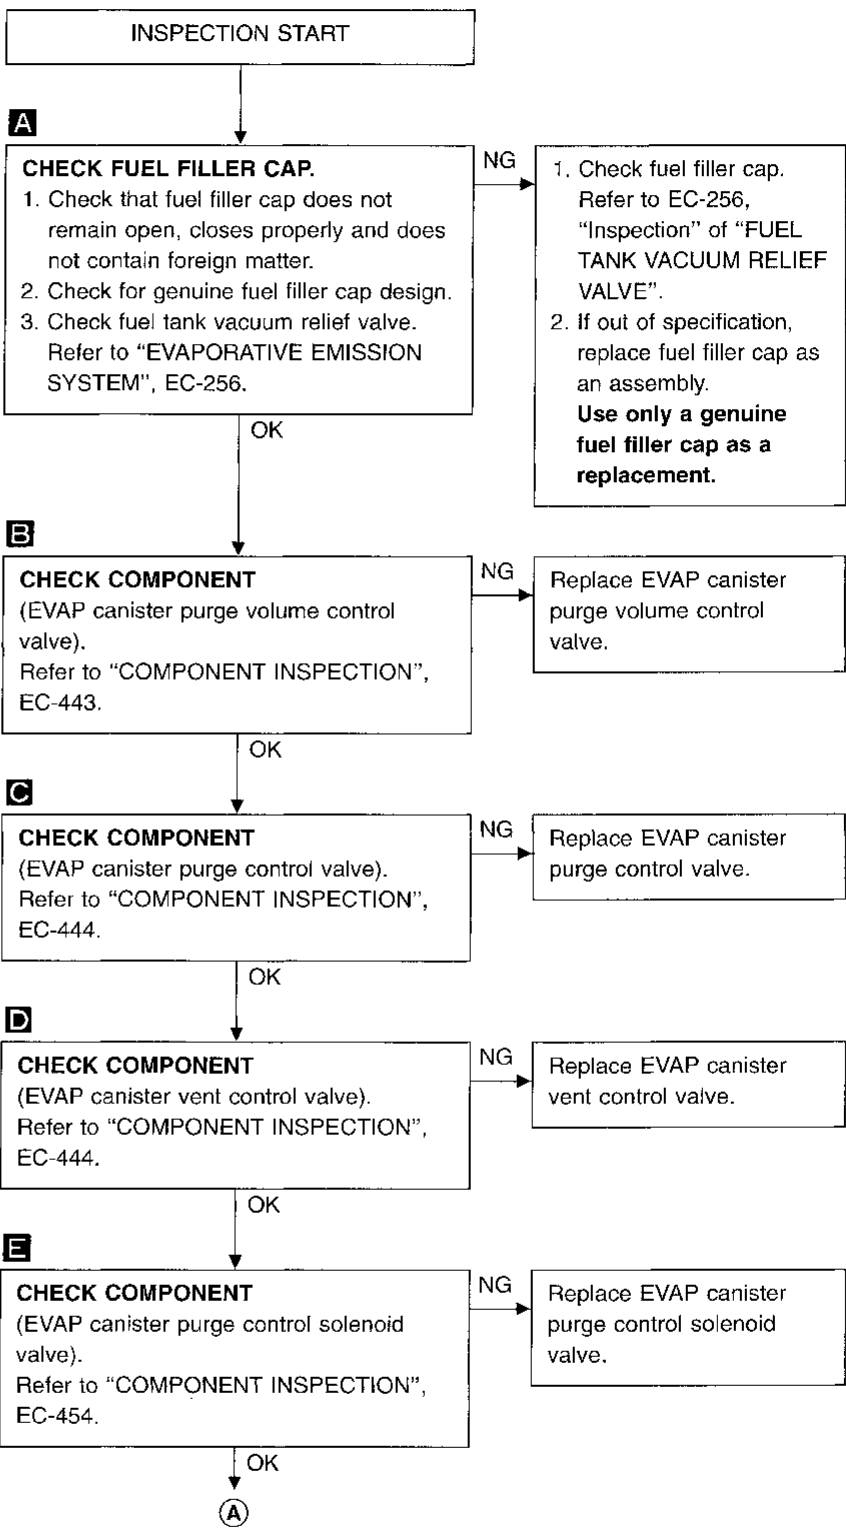 INSPECTION START
A
CHECK FUEL FILLER CAP.
1. Check that fuel filler cap does not
remain open, closes properly and does
not contain foreign matter.
2. Check for genuine fuel filler cap design.
3. Check fuel tank vacuum relief valve.
Refer to “EVAPORATIVE EMISSION
SYSTEM”, EC-256.
NG
1. Check fuel filler cap.
Refer to EC-256,
“Inspection” of “FUEL
TANK VACUUM RELIEF
VALVE”.
2. If out of specification,
replace fuel filler cap as
an assembly.
Use only a genuine
fuel filler cap as a
replacement.
OK
B
CHECK COMPONENT
(EVAP canister purge volume control
valve).
Refer to “COMPONENT INSPECTION”,
EC-443.
NG
Replace EVAP canister
purge volume control
valve.
OK
C
CHECK COMPONENT
(EVAP canister purge control valve).
Refer to “COMPONENT INSPECTION”,
EC-444.
NG
Replace EVAP canister
purge control valve.
OK
D
CHECK COMPONENT
(EVAP canister vent control valve).
Refer to “COMPONENT INSPECTION”,
EC-444.
NG
Replace EVAP canister
vent control valve.
OK
E
CHECK COMPONENT
(EVAP canister purge control solenoid
valve).
Refer to “COMPONENT INSPECTION”,
EC-454.
NG
Replace EVAP canister
purge control solenoid
valve.
OK
A